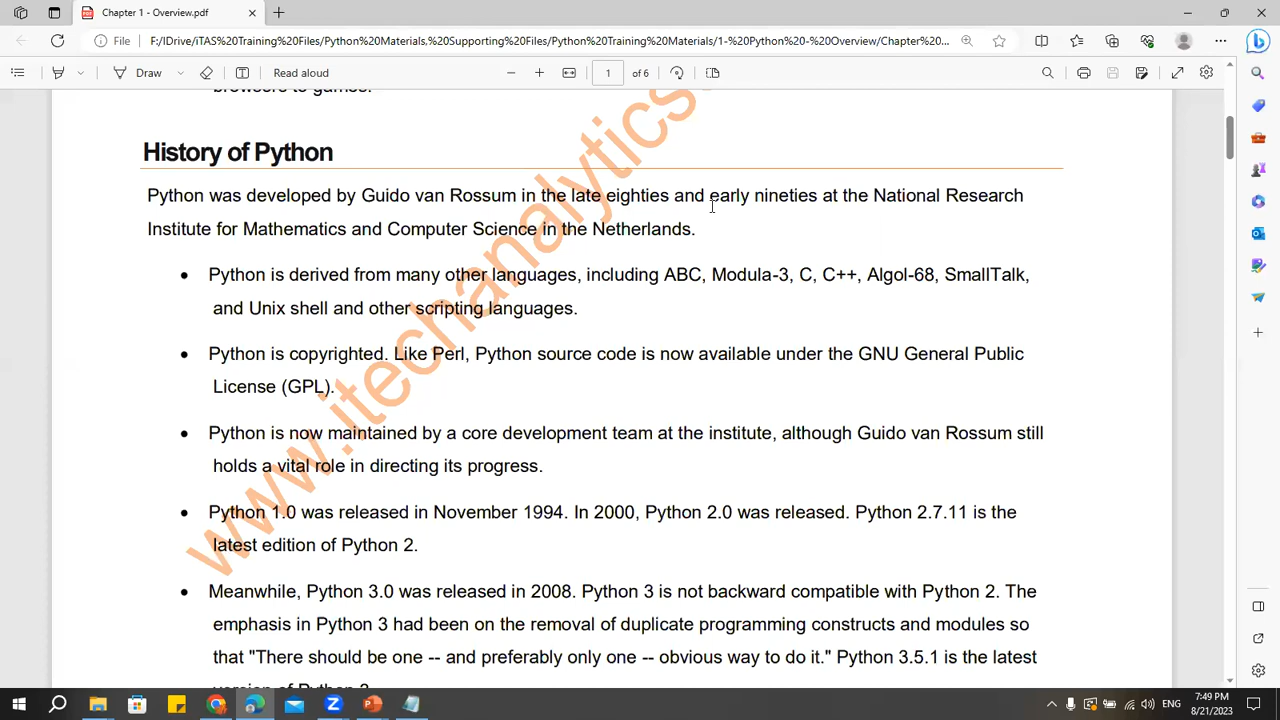 Chapter 1 - Overview.pdf
File
F:/IDrive/iTAS%20Training%20Files/Python%20Materials,%20Supporting%20Files/Python%20Training%20Materials/1-%20Python%20-%20Overview/Chapter%20...
Draw
Read aloud
1 of 6
browsers to games.
History of Python
Python was developed by Guido van Rossum in the late eighties and early nineties at the National Research
Institute for Mathematics and Computer Science in the Netherlands.
• Python is derived from many other languages, including ABC, Modula-3, C, C++, Algol-68, SmallTalk,
and Unix shell and other scripting languages.
• Python is copyrighted. Like Perl, Python source code is now available under the GNU General Public
License (GPL).
• Python is now maintained by a core development team at the institute, although Guido van Rossum still
holds a vital role in directing its progress.
• Python 1.0 was released in November 1994. In 2000, Python 2.0 was released. Python 2.7.11 is the
latest edition of Python 2.
• Meanwhile, Python 3.0 was released in 2008. Python 3 is not backward compatible with Python 2. The
emphasis in Python 3 had been on the removal of duplicate programming constructs and modules so
that "There should be one -- and preferably only one -- obvious way to do it." Python 3.5.1 is the latest
version of Python 3
www.itechanalytics
ENG
7:49 PM
8/21/2023